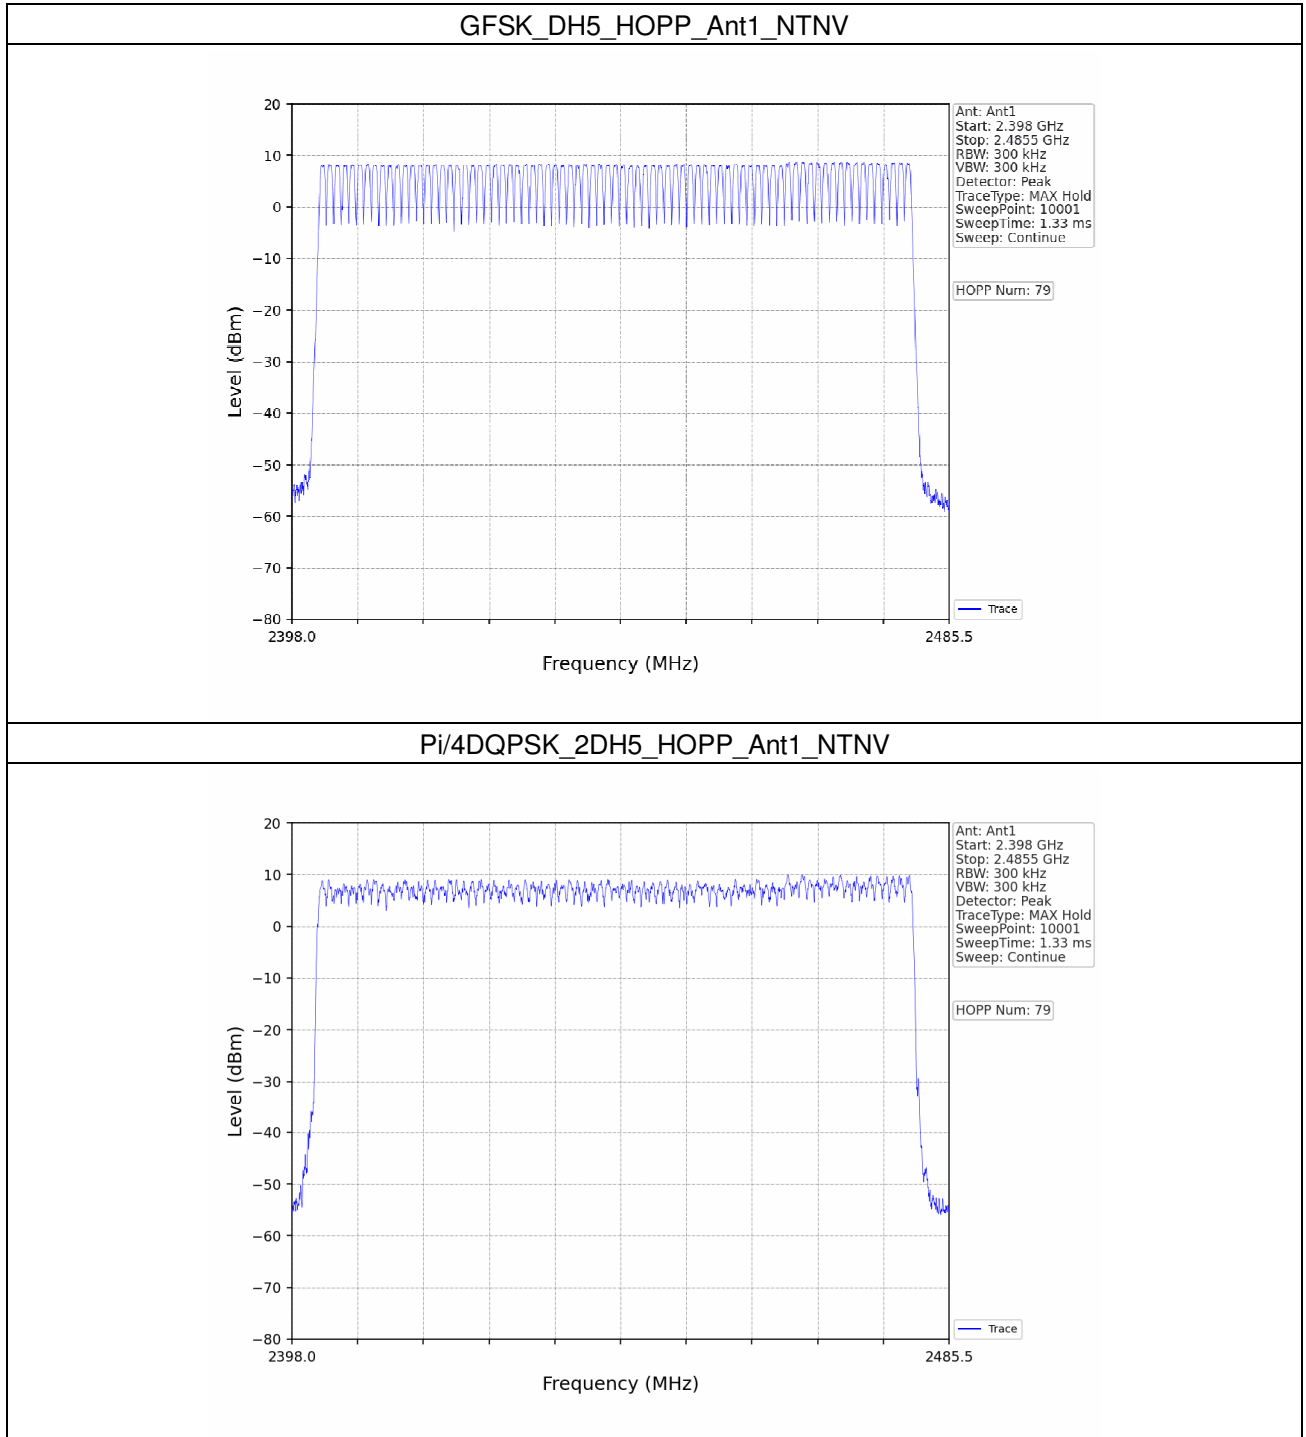 GFSK_DH5_HOPP_Ant1_NTNV
20
10
0
−10
−20
−30
−40
−50
−60
−70
−80
Level (dBm)
2398.0
2485.5
Frequency (MHz)
Ant: Ant1
Start: 2.398 GHz
Stop: 2.4855 GHz
RBW: 300 kHz
VBW: 300 kHz
Detector: Peak
TraceType: MAX Hold
SweepPoint: 10001
SweepTime: 1.33 ms
Sweep: Continue
HOPP Num: 79
Trace
Pi/4DQPSK_2DH5_HOPP_Ant1_NTNV
20
10
0
−10
−20
−30
−40
−50
−60
−70
−80
Level (dBm)
2398.0
2485.5
Frequency (MHz)
Ant: Ant1
Start: 2.398 GHz
Stop: 2.4855 GHz
RBW: 300 kHz
VBW: 300 kHz
Detector: Peak
TraceType: MAX Hold
SweepPoint: 10001
SweepTime: 1.33 ms
Sweep: Continue
HOPP Num: 79
Trace